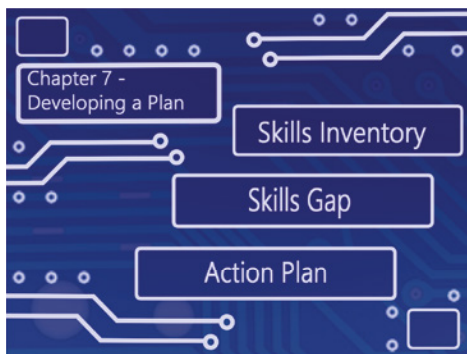 Chapter 7 -
Developing a Plan
Skills Inventory
Skills Gap
Action Plan